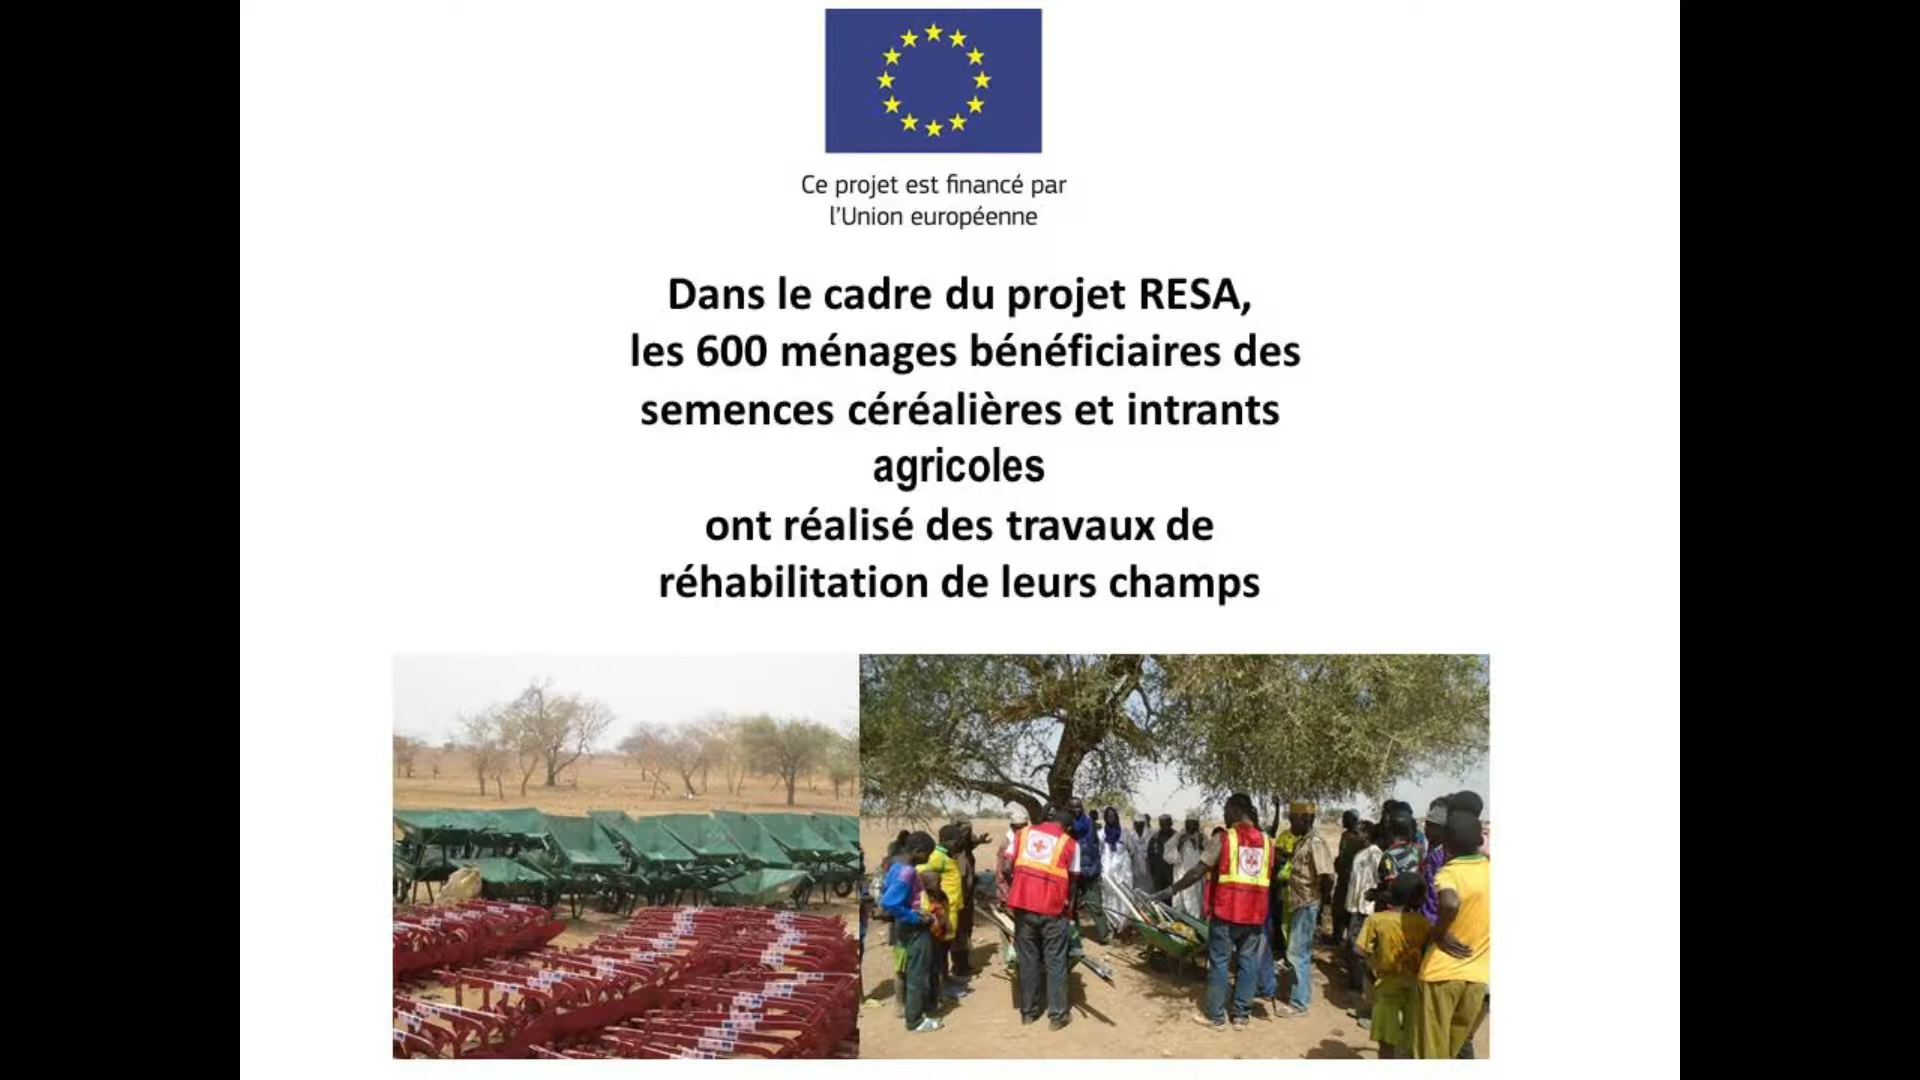 Ce projet est financé par
l'Union européenne
Dans le cadre du projet RESA,
les 600 ménages bénéficiaires des
semences céréalières et intrants
agricoles
ont réalisé des travaux de
réhabilitation de leurs champs